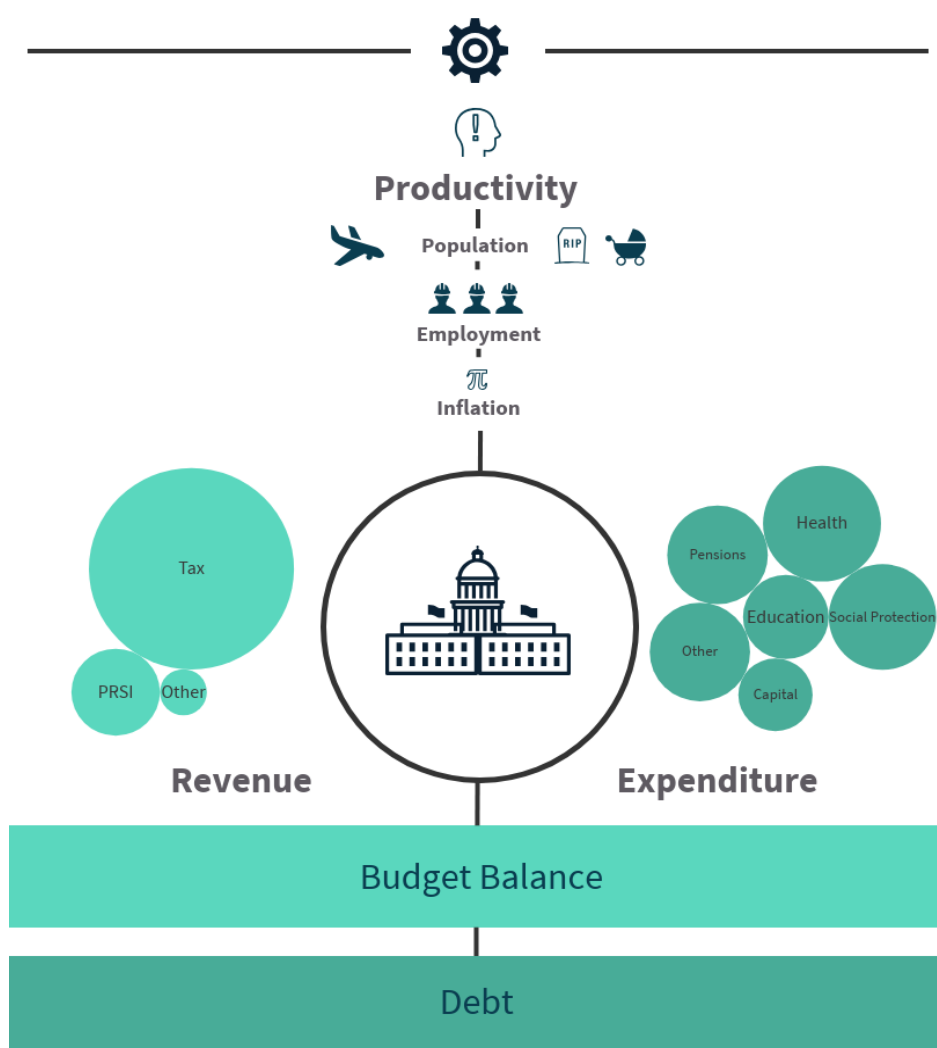 Productivity
Population
RIP
Employment
π
Inflation
Tax
PRSI
Other
Revenue
Health
Pensions
Education
Social Protection
Other
Capital
Expenditure
Budget Balance
Debt